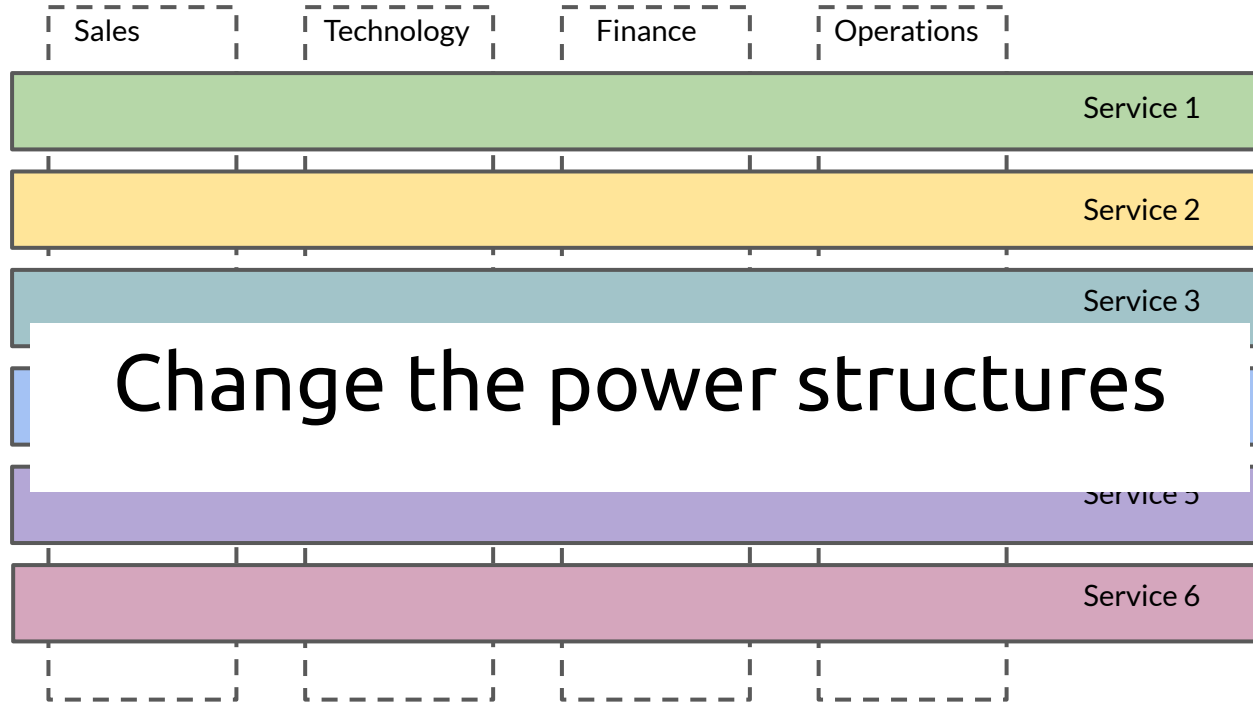 Sales Technology Finance Operations
Service 1
Service 2
Service 3
Change the power structures
Service 5
Service 6